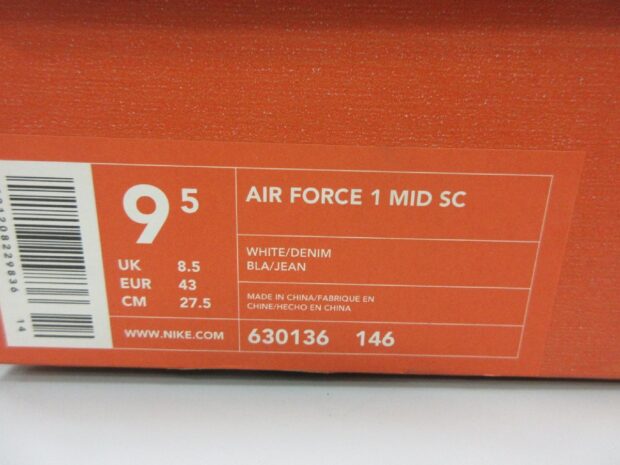 9 5
UK 8.5
EUR 43
CM 27.5
WWW.NIKE.COM
AIR FORCE 1 MID SC
WHITE/DENIM
BLA/JEAN
MADE IN CHINA/FABRIQUE EN
CHINE/HECHO EN CHINA
630136 146
14